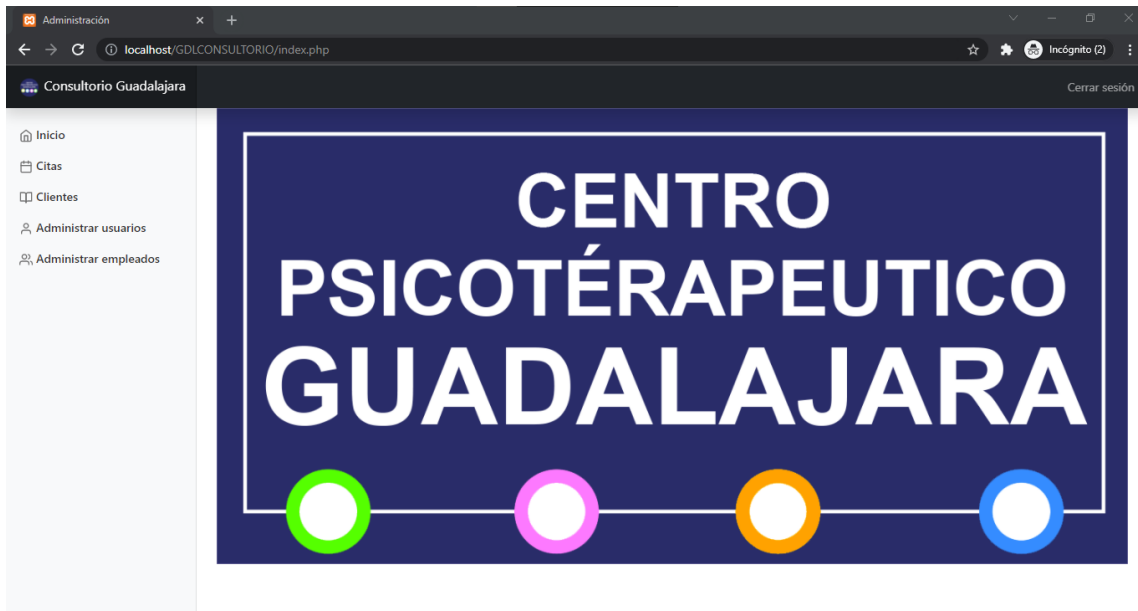 Administración
localhost/GDLCONSULTORIO/index.php
Incógnito (2)
Consultorio Guadalajara
Cerrar sesión
Inicio
Citas
Clientes
Administrar usuarios
Administrar empleados
CENTRO
PSICOTÉRAPEUTICO
GUADALAJARA